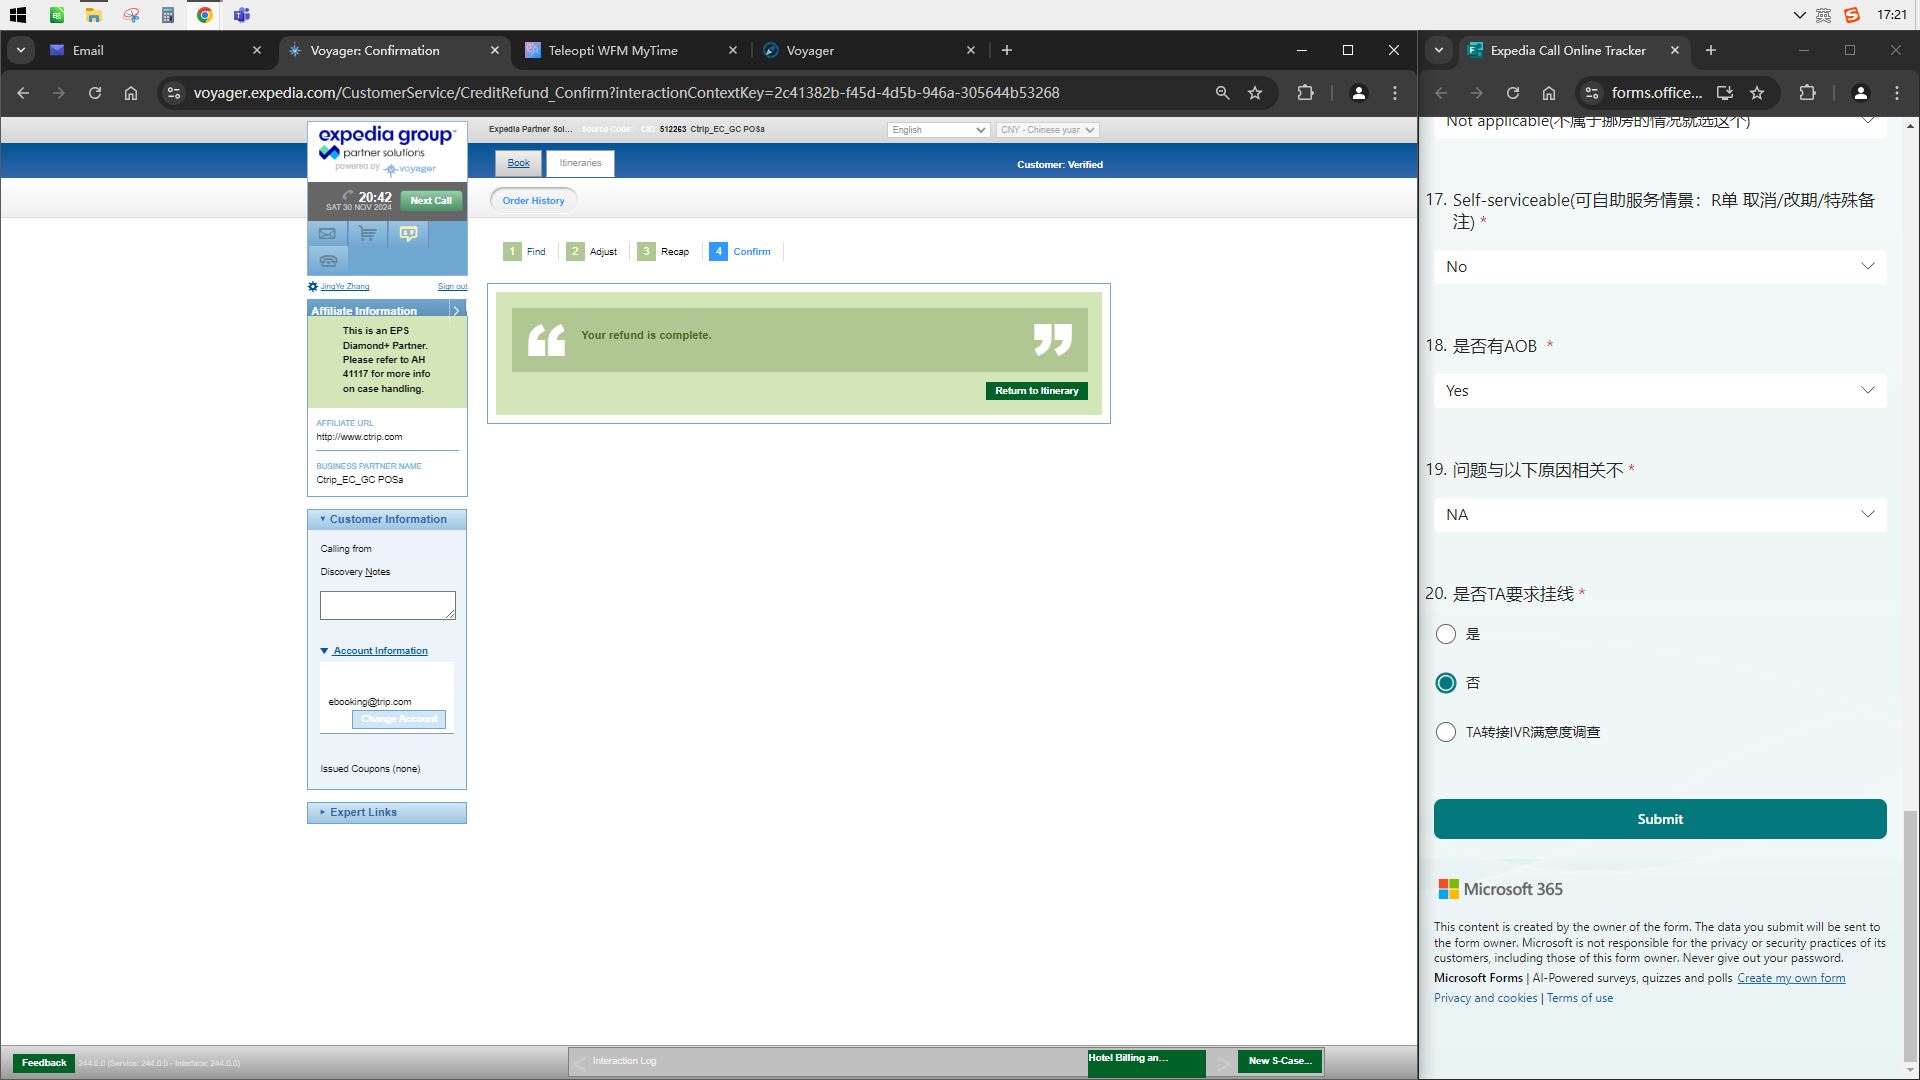 英
17:21
Email
Voyager: Confirmation
Teleopti WFM MyTime
Voyager
Expedia Call Online Tracker
voyager.expedia.com/CustomerService/CreditRefund_Confirm?interactionContextKey=2c41382b-f45d-4d5b-946a-305644b53268
forms.office...
expedia group
partner solutions
powered by voyager
Expedia Partner Sol... Source Code: CID: 512263 Ctrip_EC_GC POSa
English
CNY - Chinese yuar
Book
Itineraries
Customer: Verified
20:42
SAT 30 NOV 2024
Next Call
Order History
1 Find
2 Adjust
3 Recap
4 Confirm
JingYe Zhang
Sign out
Affiliate Information
This is an EPS
Diamond+ Partner.
Please refer to AH
41117 for more info
on case handling.
AFFILIATE URL
http://www.ctrip.com
BUSINESS PARTNER NAME
Ctrip_EC_GC POSa
Your refund is complete.
Return to Itinerary
Customer Information
Calling from
Discovery Notes
Account Information
ebooking@trip.com
Change Account
Issued Coupons (none)
Expert Links
Feedback
244.0.0 (Service: 244.0.0 - Interface: 244.0.0)
Interaction Log
Hotel Billing an...
New S-Case...
Not applicable(不属于挪房的情况就选这个)
17. Self-serviceable(可自助服务情景：R单 取消/改期/特殊备
注) *
No
18. 是否有AOB *
Yes
19. 问题与以下原因相关不 *
NA
20. 是否TA要求挂线 *
是
否
TA转接IVR满意度调查
Submit
Microsoft 365
This content is created by the owner of the form. The data you submit will be sent to
the form owner. Microsoft is not responsible for the privacy or security practices of its
customers, including those of this form owner. Never give out your password.
Microsoft Forms | AI-Powered surveys, quizzes and polls Create my own form
Privacy and cookies | Terms of use